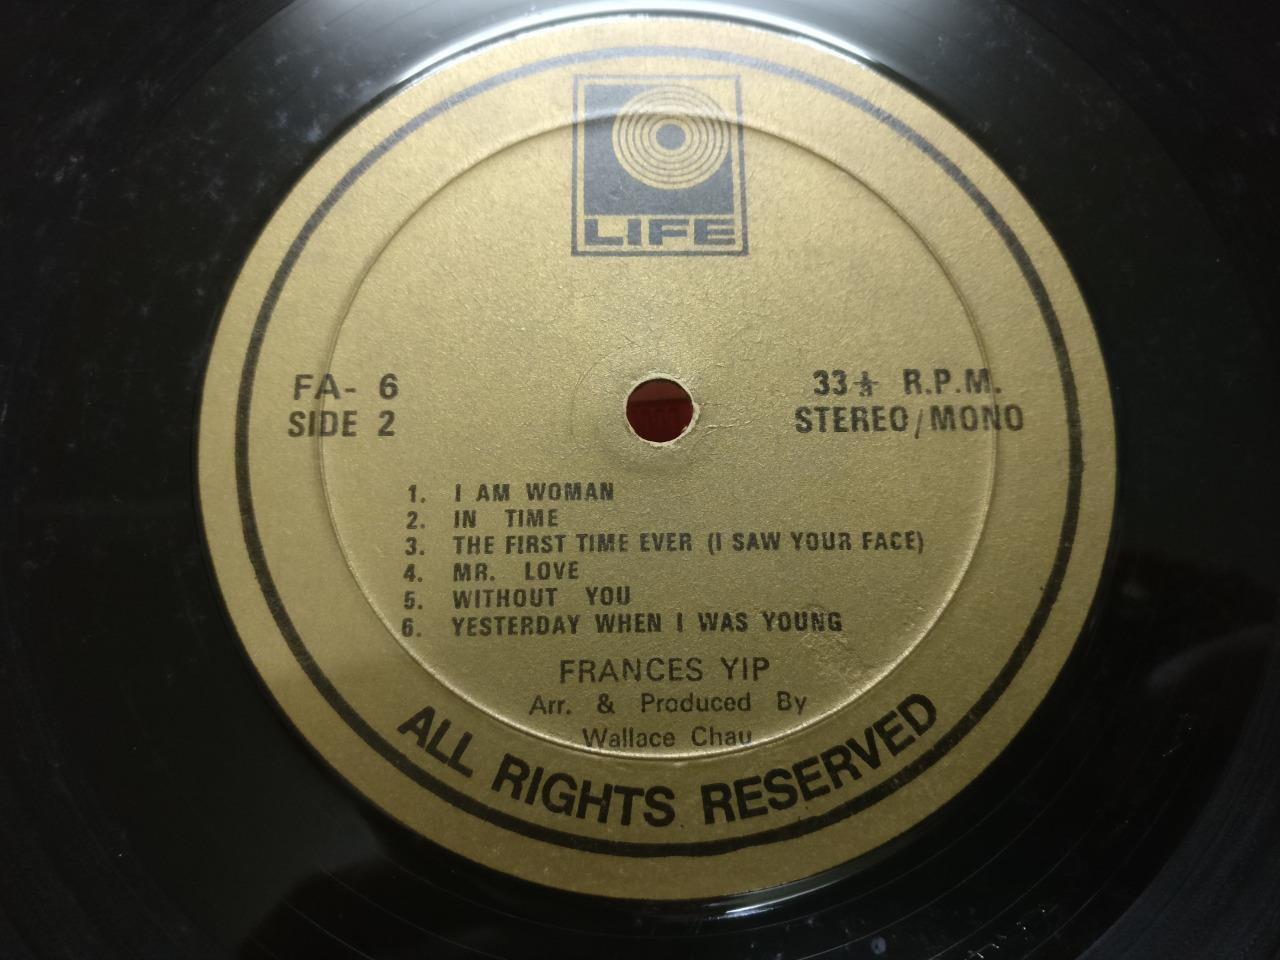 LIFE
FA- 6
SIDE 2
33⅓ R.P.M.
STEREO/MONO
1. I AM WOMAN
2. IN TIME
3. THE FIRST TIME EVER (I SAW YOUR FACE)
4. MR. LOVE
5. WITHOUT YOU
6. YESTERDAY WHEN I WAS YOUNG
FRANCES YIP
Arr. & Produced By
Wallace Chau
ALL RIGHTS RESERVED